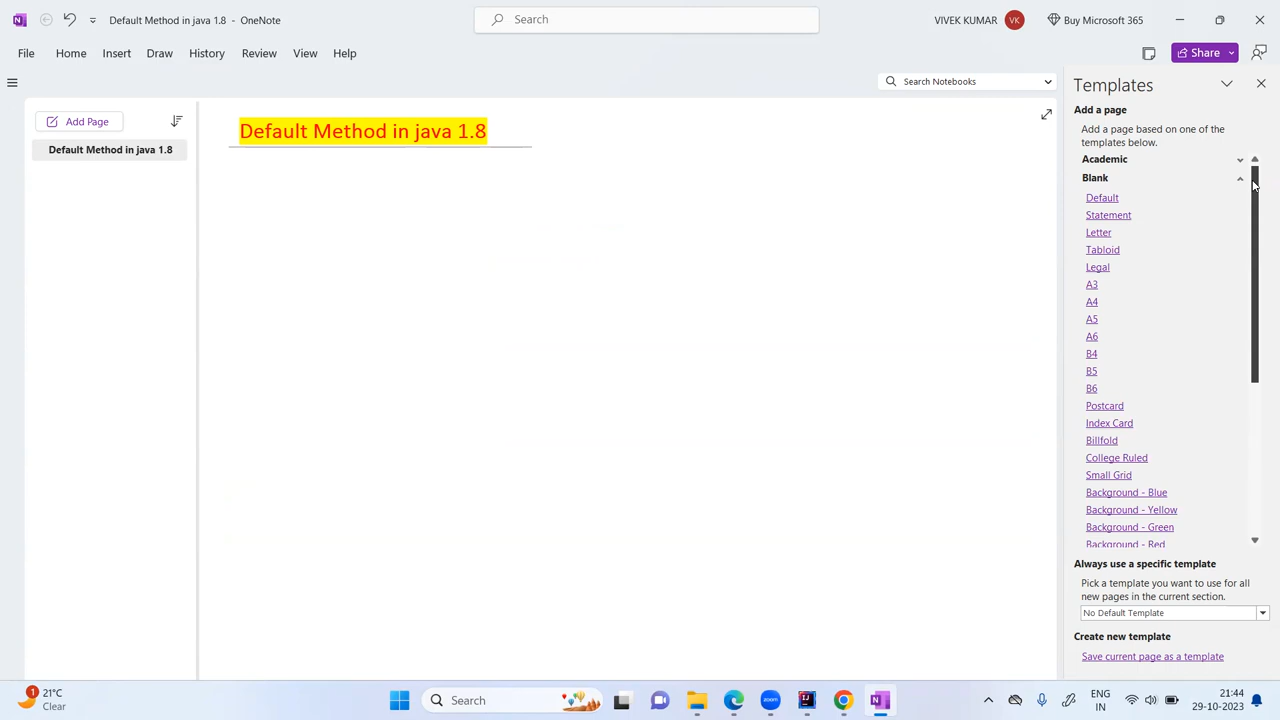 Default Method in java 1.8 - OneNote
Search
VIVEK KUMAR VK
Buy Microsoft 365
File Home Insert Draw History Review View Help
Share
Search Notebooks
Templates
Add Page
Default Method in java 1.8
Default Method in java 1.8
Add a page
Add a page based on one of the
templates below.
Academic
Blank
Default
Statement
Letter
Tabloid
Legal
A3
A4
A5
A6
B4
B5
B6
Postcard
Index Card
Billfold
College Ruled
Small Grid
Background - Blue
Background - Yellow
Background - Green
Background - Red
Always use a specific template
Pick a template you want to use for all
new pages in the current section.
No Default Template
Create new template
Save current page as a template
1
21°C
Clear
Search
zoom
ENG
IN
21:44
29-10-2023